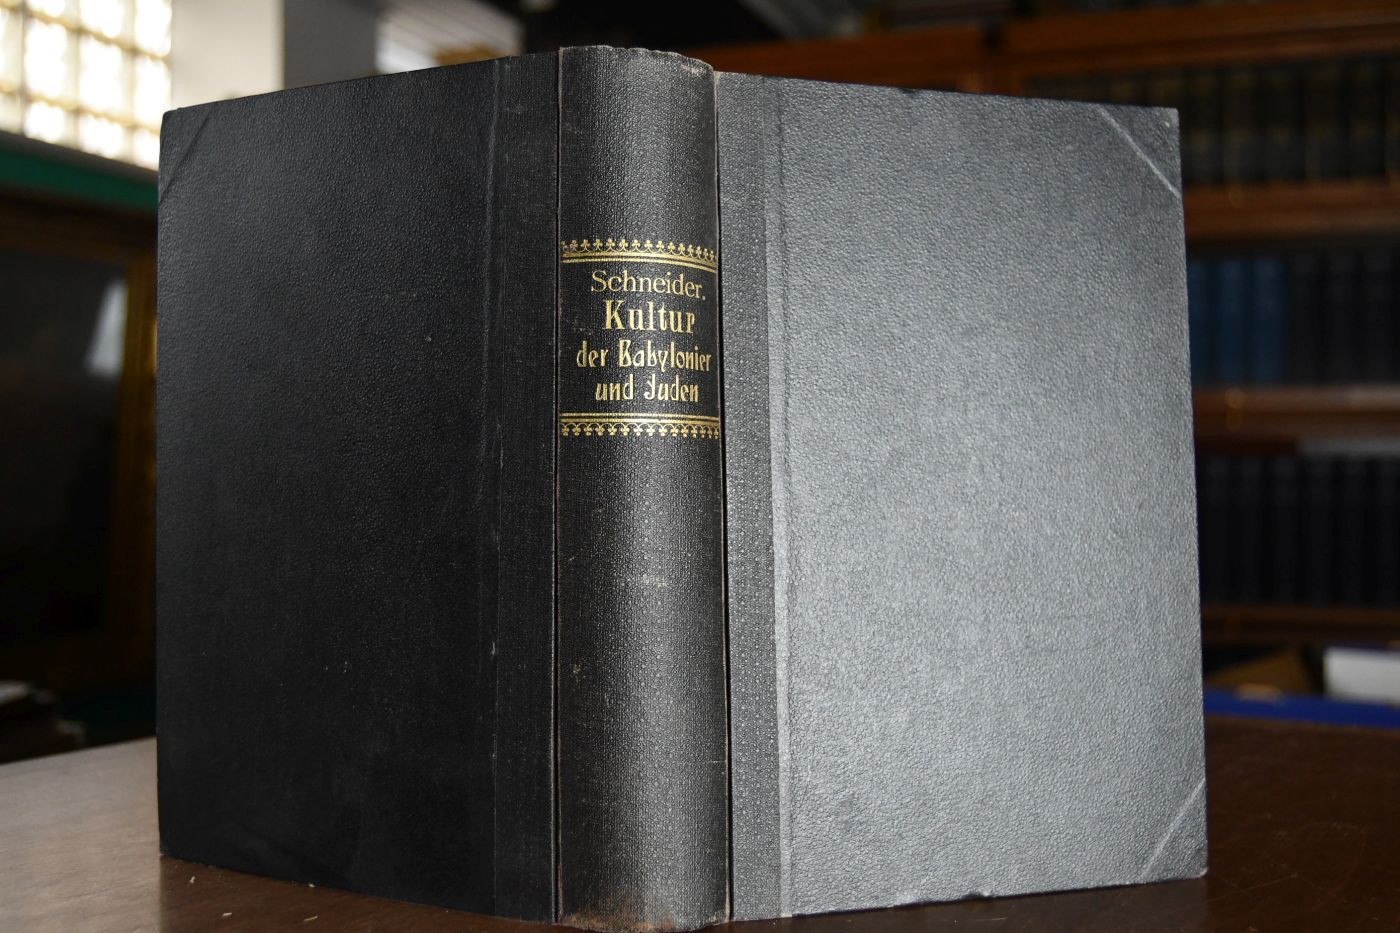 Schneider.
Kultur
der Babylonier
und Juden